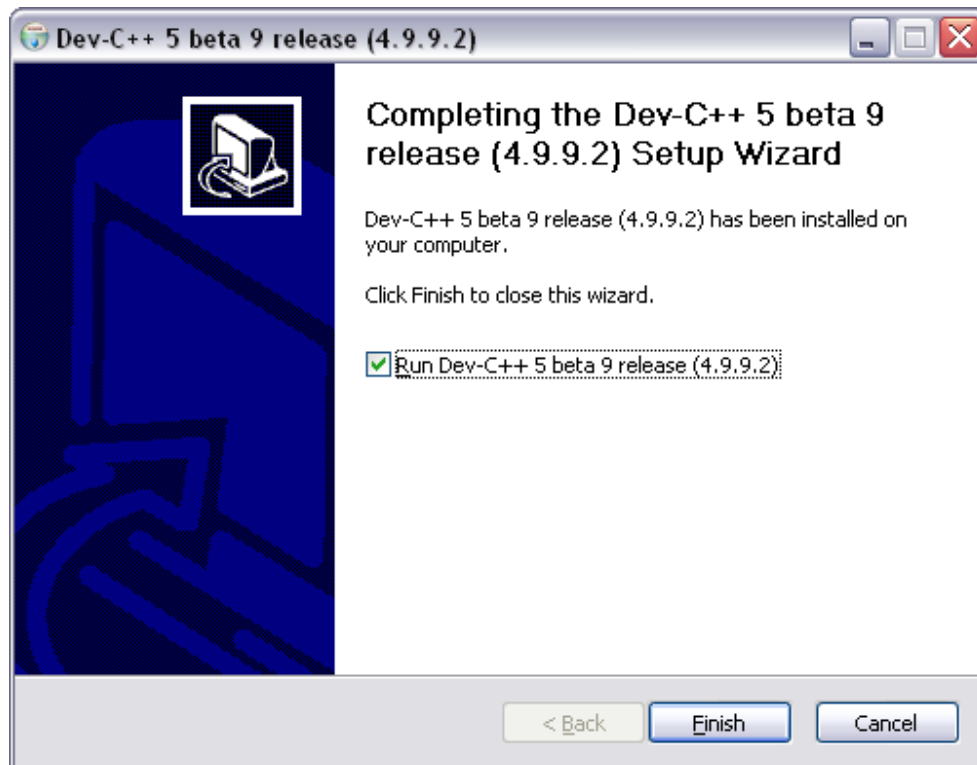 Dev-C++ 5 beta 9 release (4.9.9.2)
Completing the Dev-C++ 5 beta 9
release (4.9.9.2) Setup Wizard
Dev-C++ 5 beta 9 release (4.9.9.2) has been installed on
your computer.
Click Finish to close this wizard.
Run Dev-C++ 5 beta 9 release (4.9.9.2)
< Back
Finish
Cancel